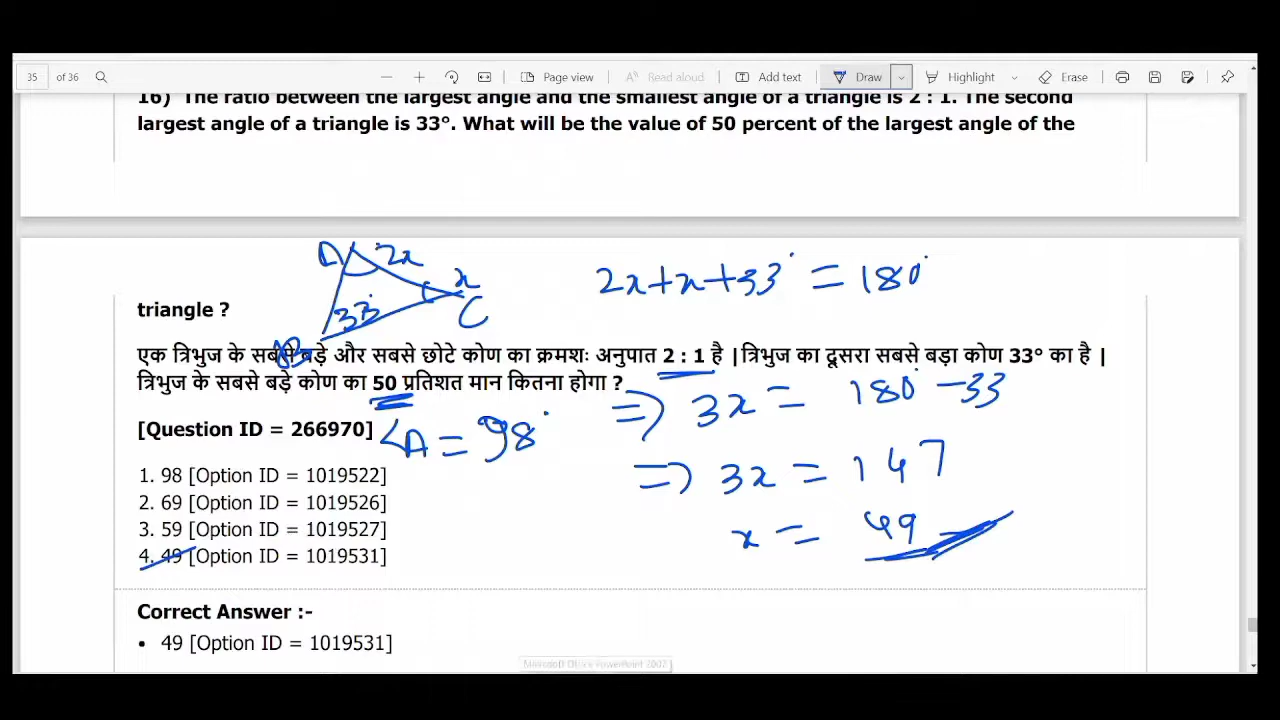 35 of 36 Page view Read aloud Add text Draw Highlight Erase
16) The ratio between the largest angle and the smallest angle of a triangle is 2 : 1. The second
largest angle of a triangle is 33°. What will be the value of 50 percent of the largest angle of the
A 2x
x
C
33°
B
2x+x+33° = 180°
triangle ?
एक त्रिभुज के सबसे बड़े और सबसे छोटे कोण का क्रमशः अनुपात 2 : 1 है |त्रिभुज का दूसरा सबसे बड़ा कोण 33° का है |
त्रिभुज के सबसे बड़े कोण का 50 प्रतिशत मान कितना होगा ?
⇒ 3x = 180° - 33
[Question ID = 266970]
∠A = 98°
⇒ 3x = 147
x = 49
1. 98 [Option ID = 1019522]
2. 69 [Option ID = 1019526]
3. 59 [Option ID = 1019527]
4. 49 [Option ID = 1019531]
Correct Answer :-
• 49 [Option ID = 1019531]
Microsoft Office PowerPoint 2007